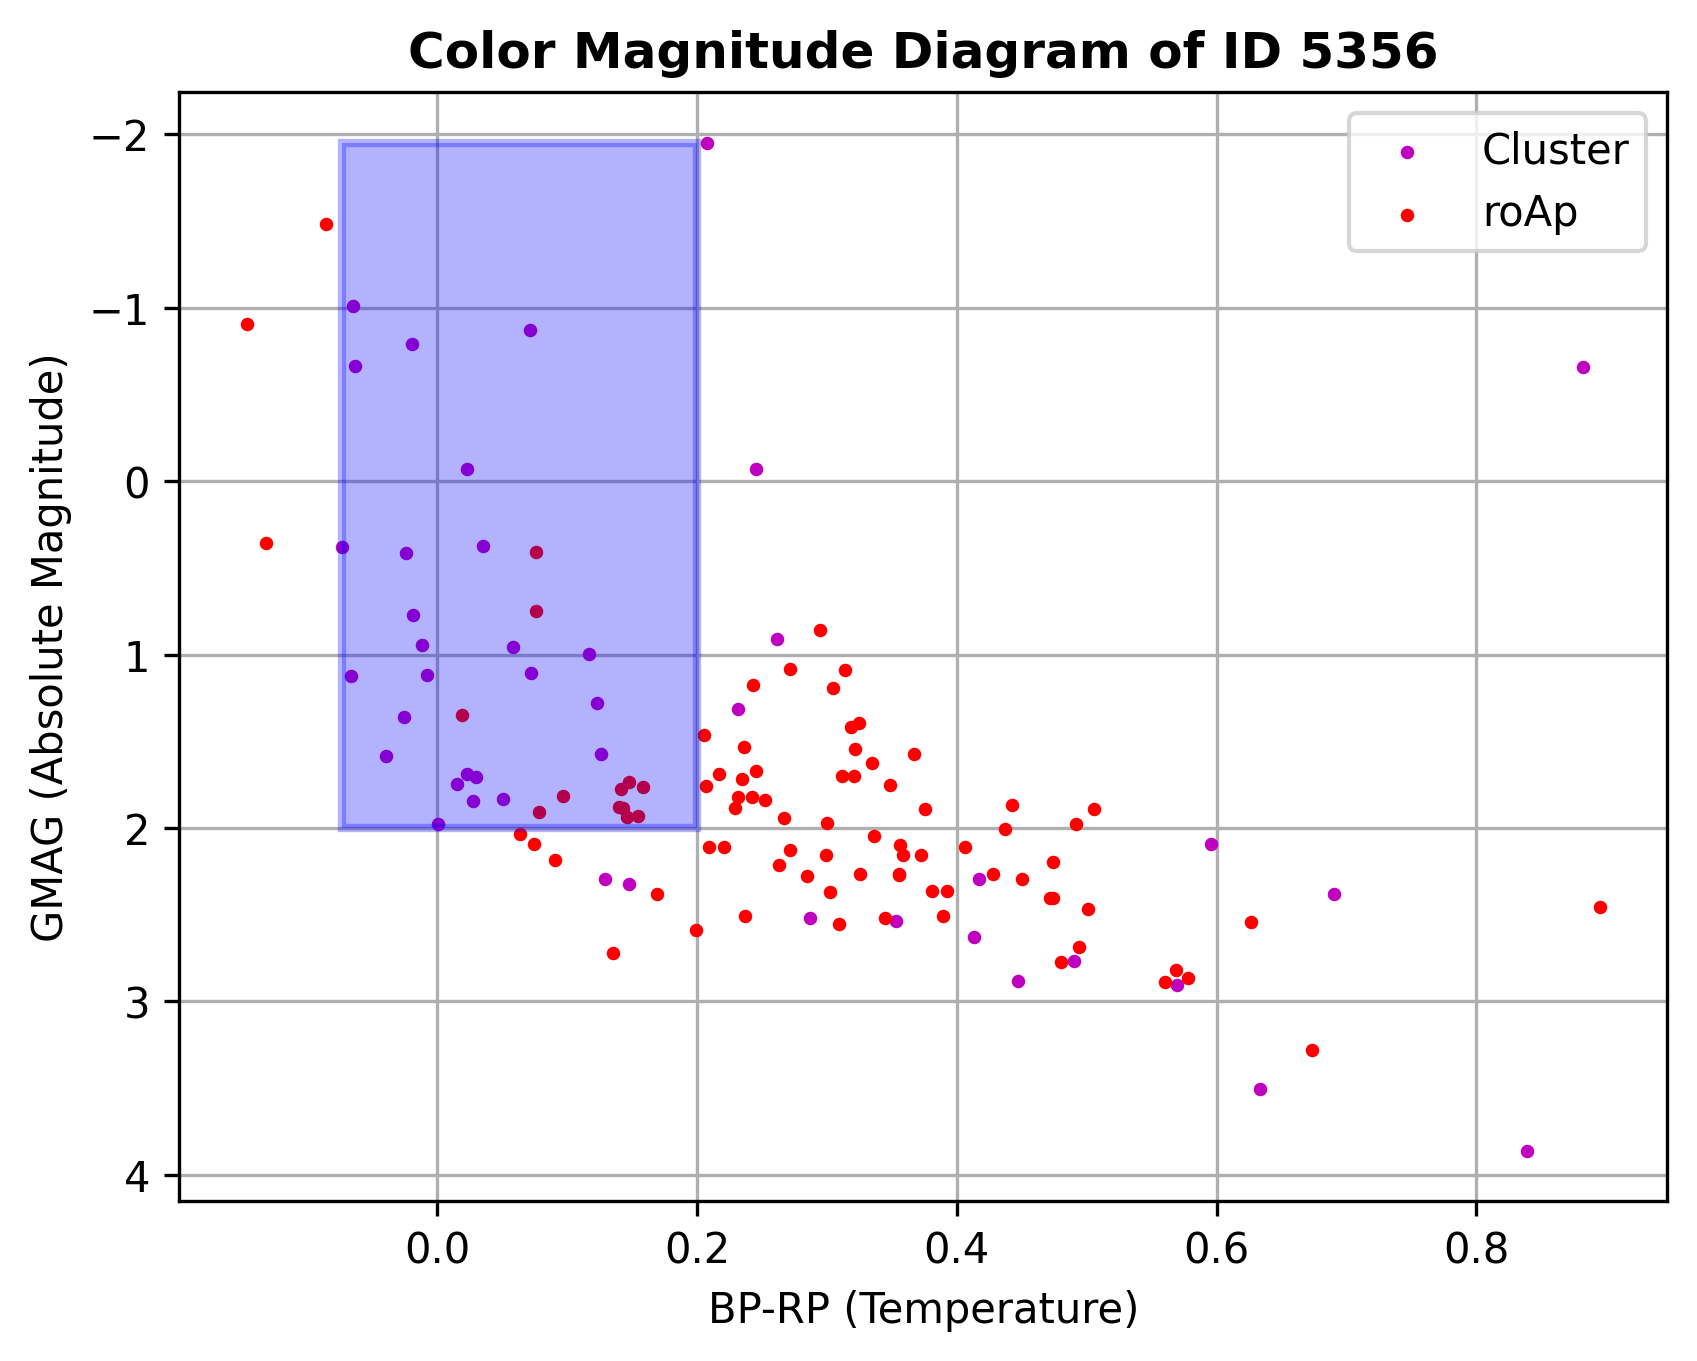 Color Magnitude Diagram of ID 5356
Cluster
roAp
−2
−1
0
1
2
3
4
GMAG (Absolute Magnitude)
0.0 0.2 0.4 0.6 0.8
BP-RP (Temperature)